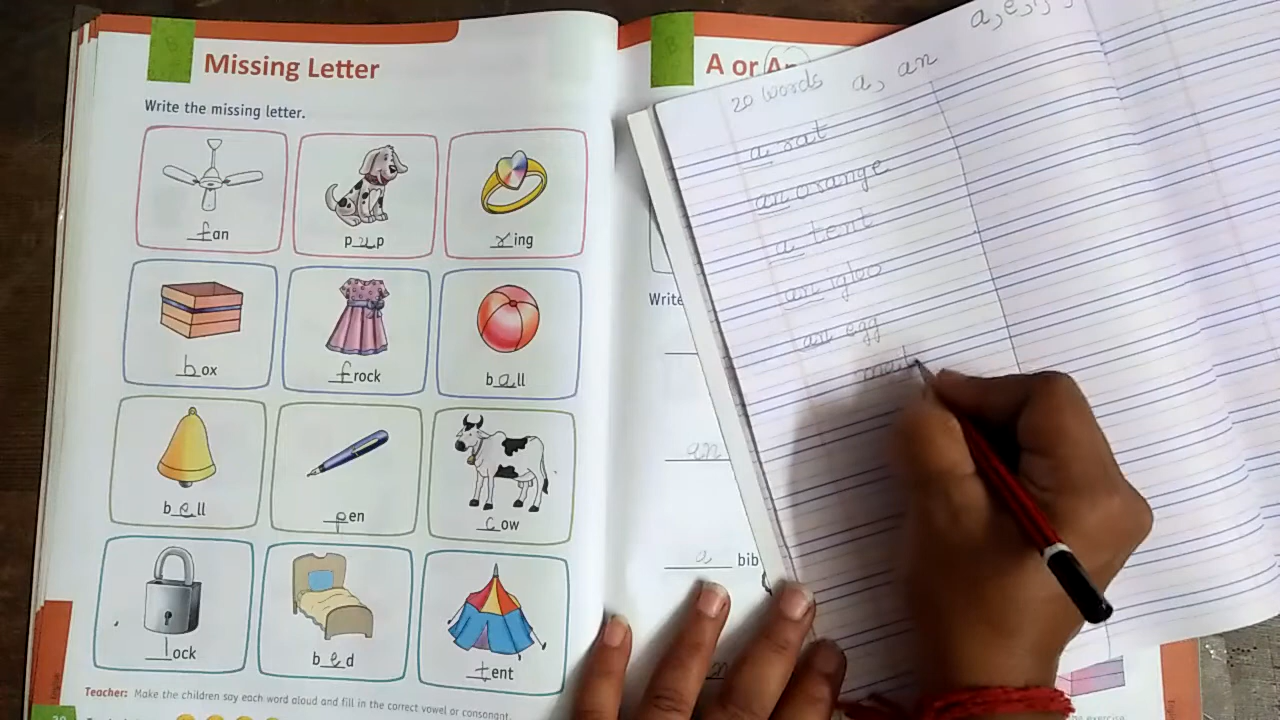 Missing Letter
Write the missing letter.
fan
pup
ring
box
frock
ball
bell
pen
cow
lock
bed
tent
Teacher: Make the children say each word aloud and fill in the correct vowel or consonant.
A or An
Write
an
a bib
a, e, i,
20 words a, an
a rat
an orange
a tent
an igloo
an egg
mat